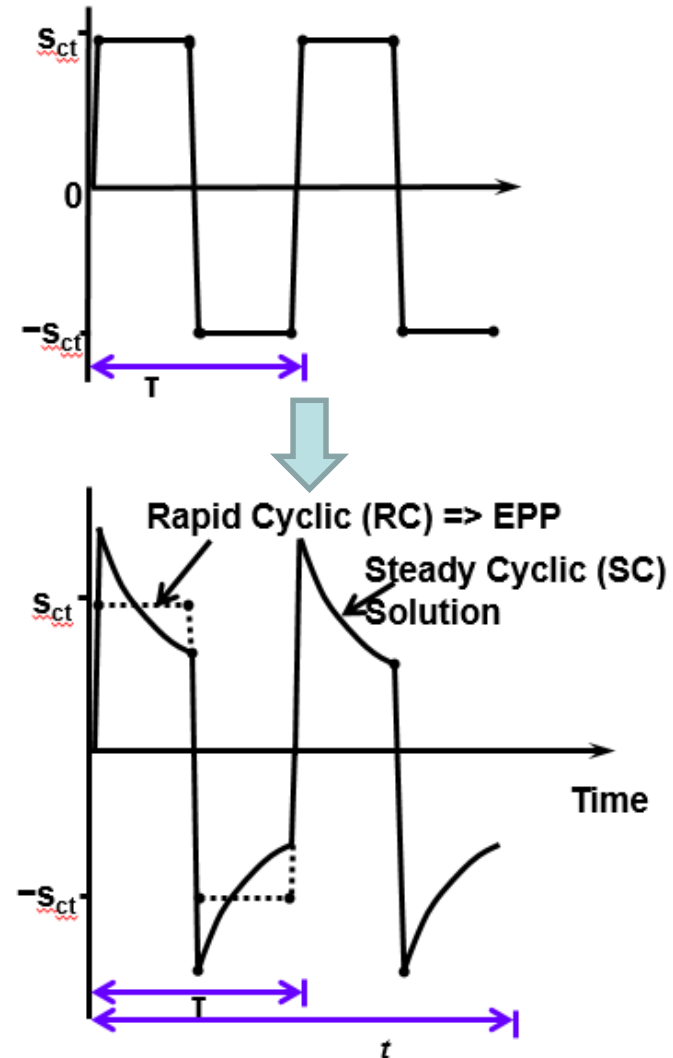 Sct
0
−Sct
T
Rapid Cyclic (RC) => EPP
Steady Cyclic (SC)
Solution
Sct
Time
−Sct
T
t